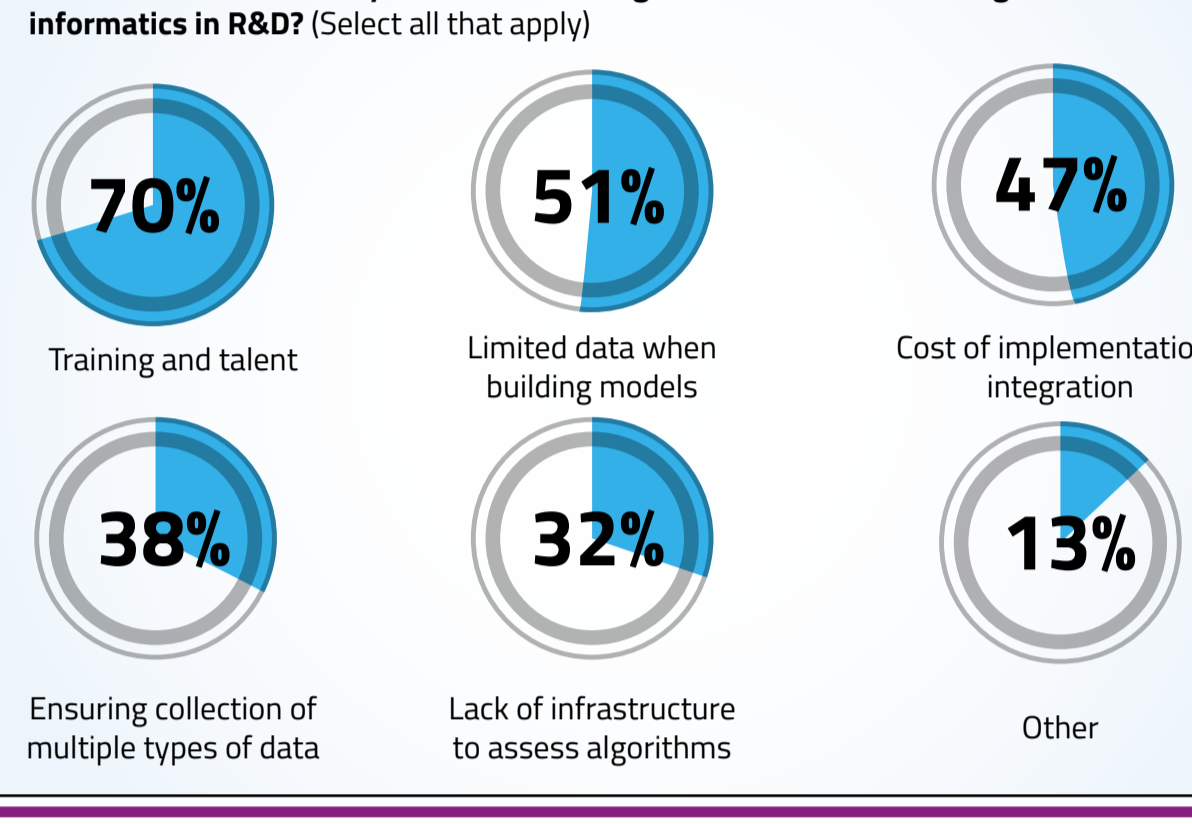 informatics in R&D? (Select all that apply)
70%
51%
47%
Training and talent
Limited data when
building models
Cost of implementatio
integration
38%
32%
13%
Ensuring collection of
multiple types of data
Lack of infrastructure
to assess algorithms
Other